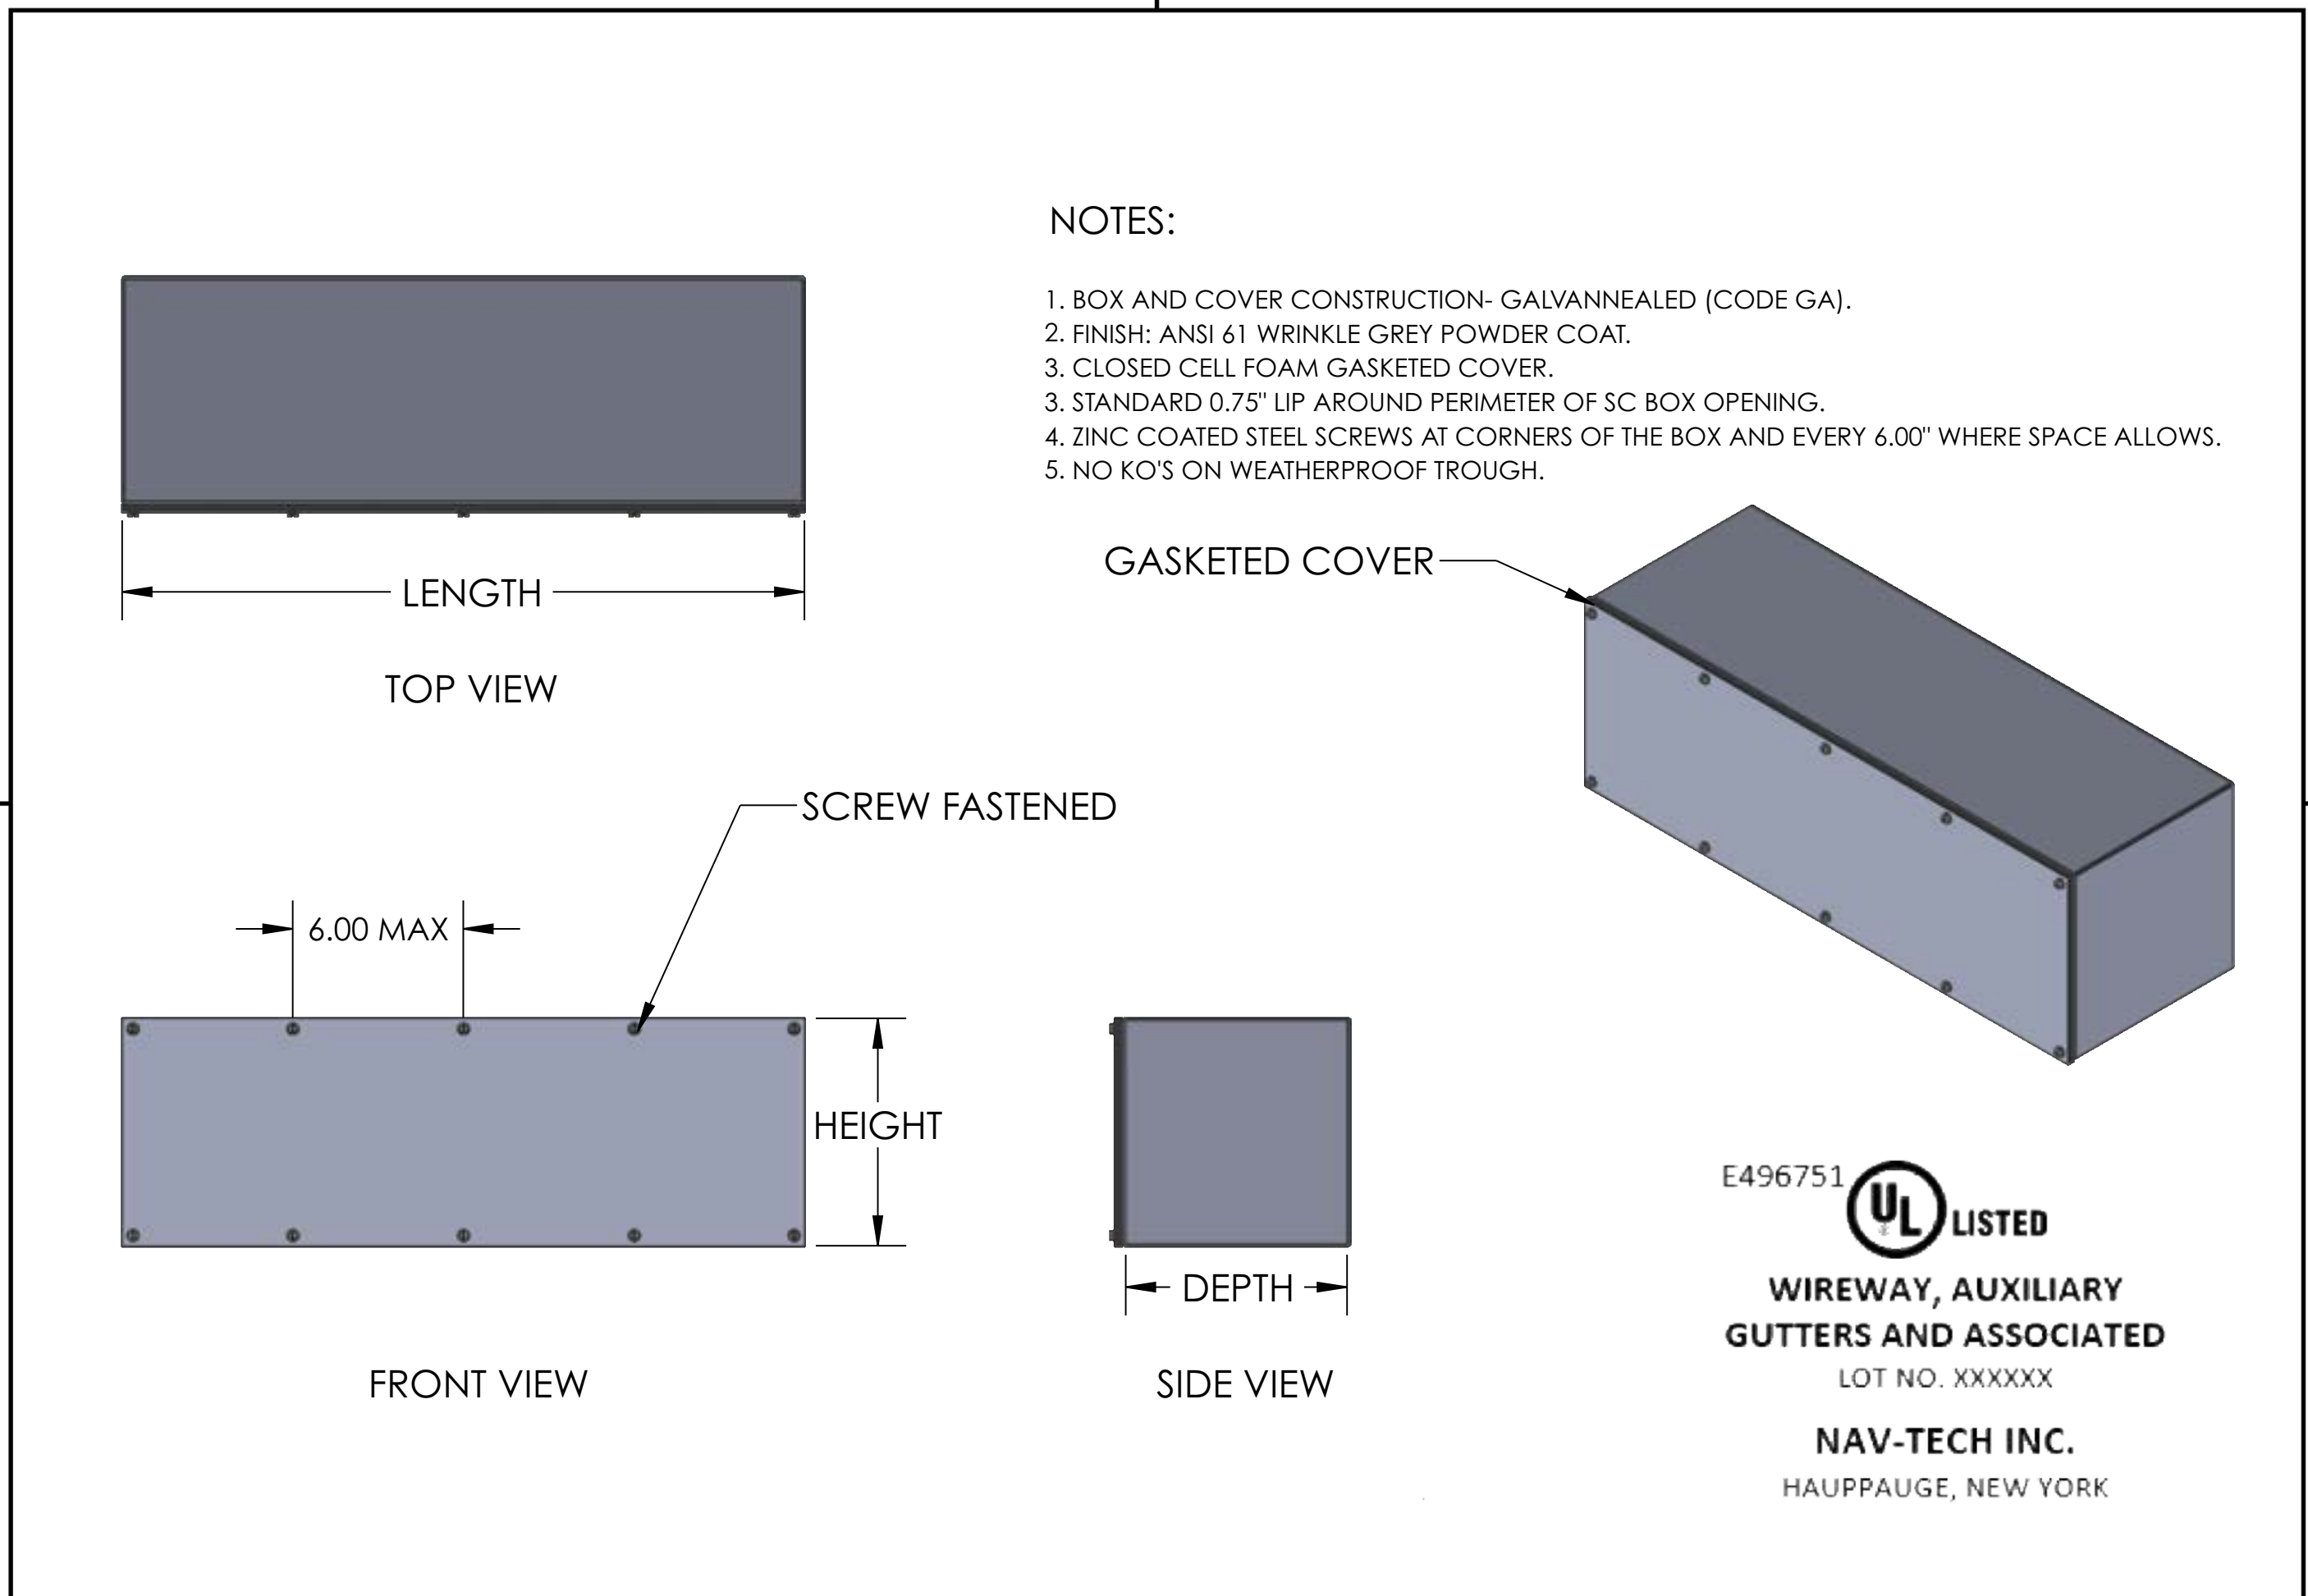 NOTES:
1. BOX AND COVER CONSTRUCTION- GALVANNEALED (CODE GA).
2. FINISH: ANSI 61 WRINKLE GREY POWDER COAT.
3. CLOSED CELL FOAM GASKETED COVER.
3. STANDARD 0.75" LIP AROUND PERIMETER OF SC BOX OPENING.
4. ZINC COATED STEEL SCREWS AT CORNERS OF THE BOX AND EVERY 6.00" WHERE SPACE ALLOWS.
5. NO KO'S ON WEATHERPROOF TROUGH.
GASKETED COVER
LENGTH
TOP VIEW
SCREW FASTENED
6.00 MAX
HEIGHT
DEPTH
FRONT VIEW
SIDE VIEW
E496751
UL LISTED
WIREWAY, AUXILIARY
GUTTERS AND ASSOCIATED
LOT NO. XXXXXX
NAV-TECH INC.
HAUPPAUGE, NEW YORK